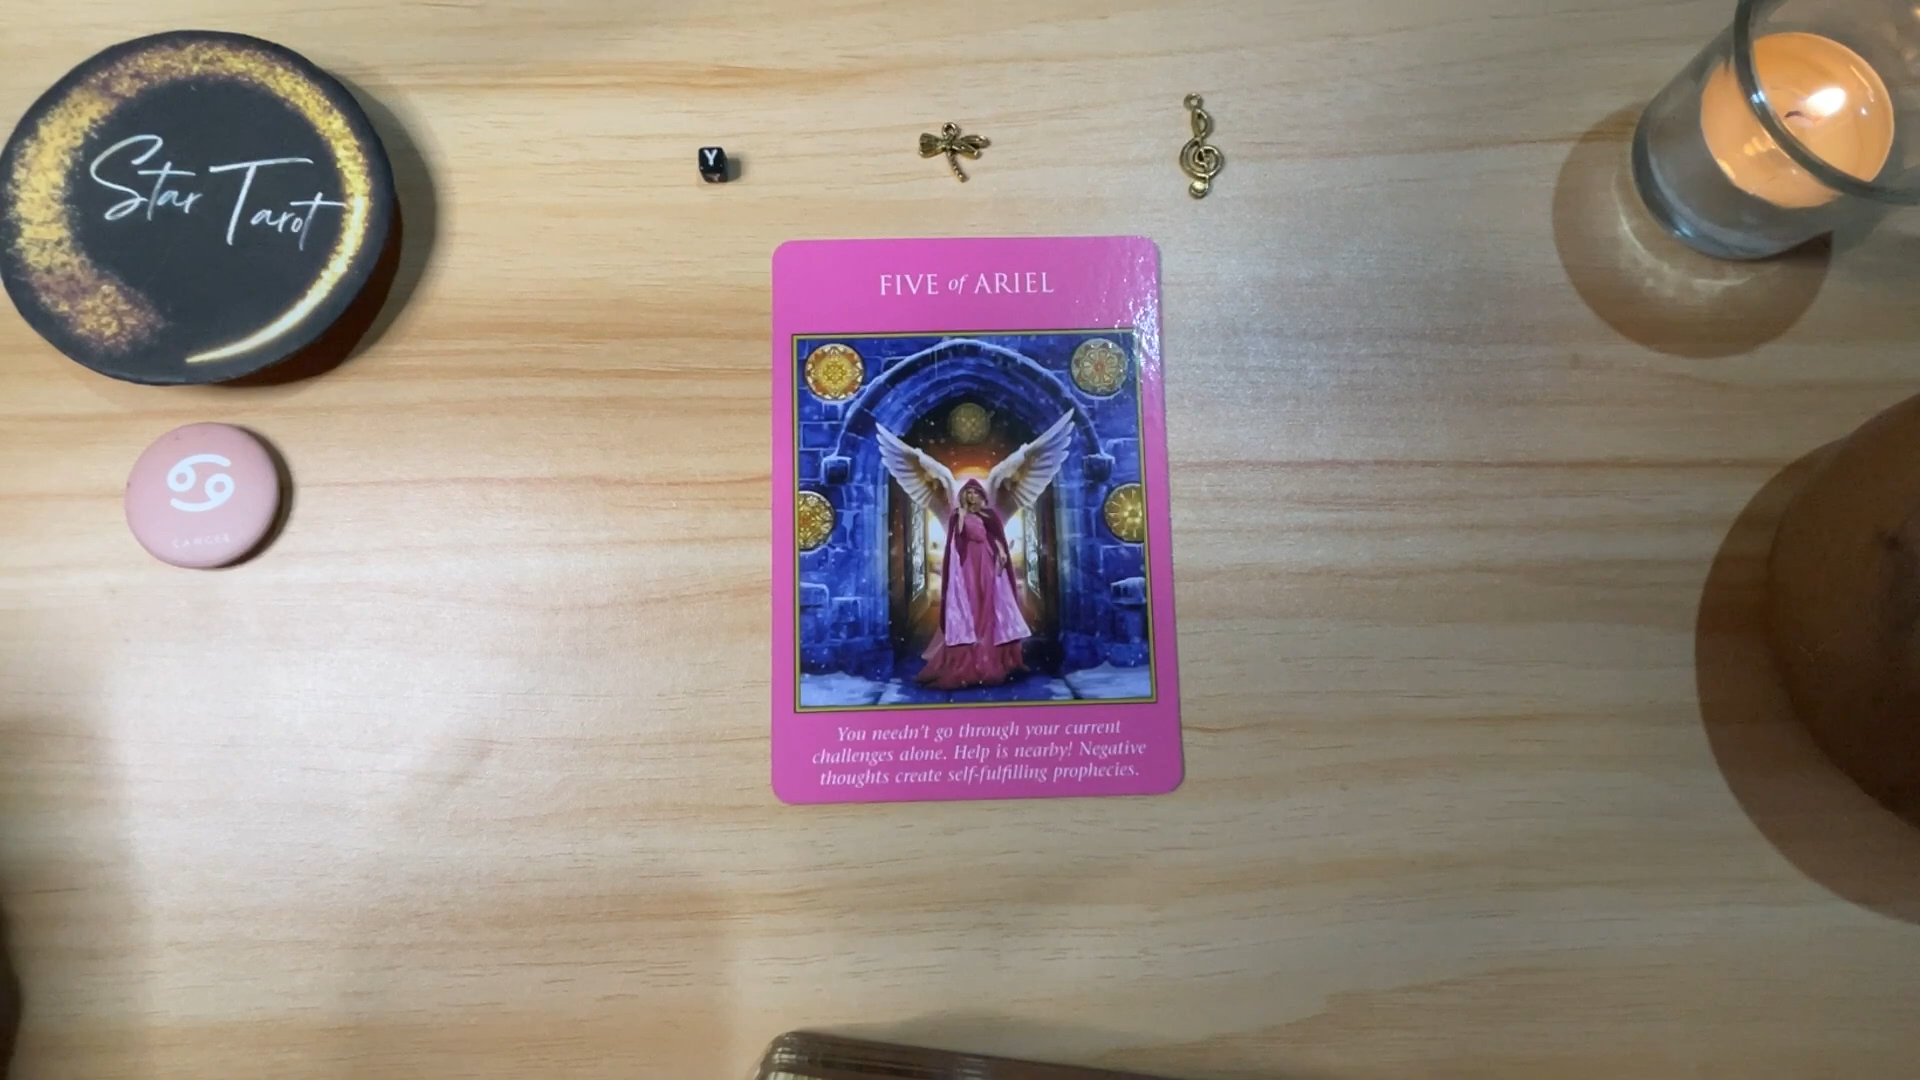 Star Tarot
Y
FIVE of ARIEL
CANCER
You needn't go through your current
challenges alone. Help is nearby! Negative
thoughts create self-fulfilling prophecies.